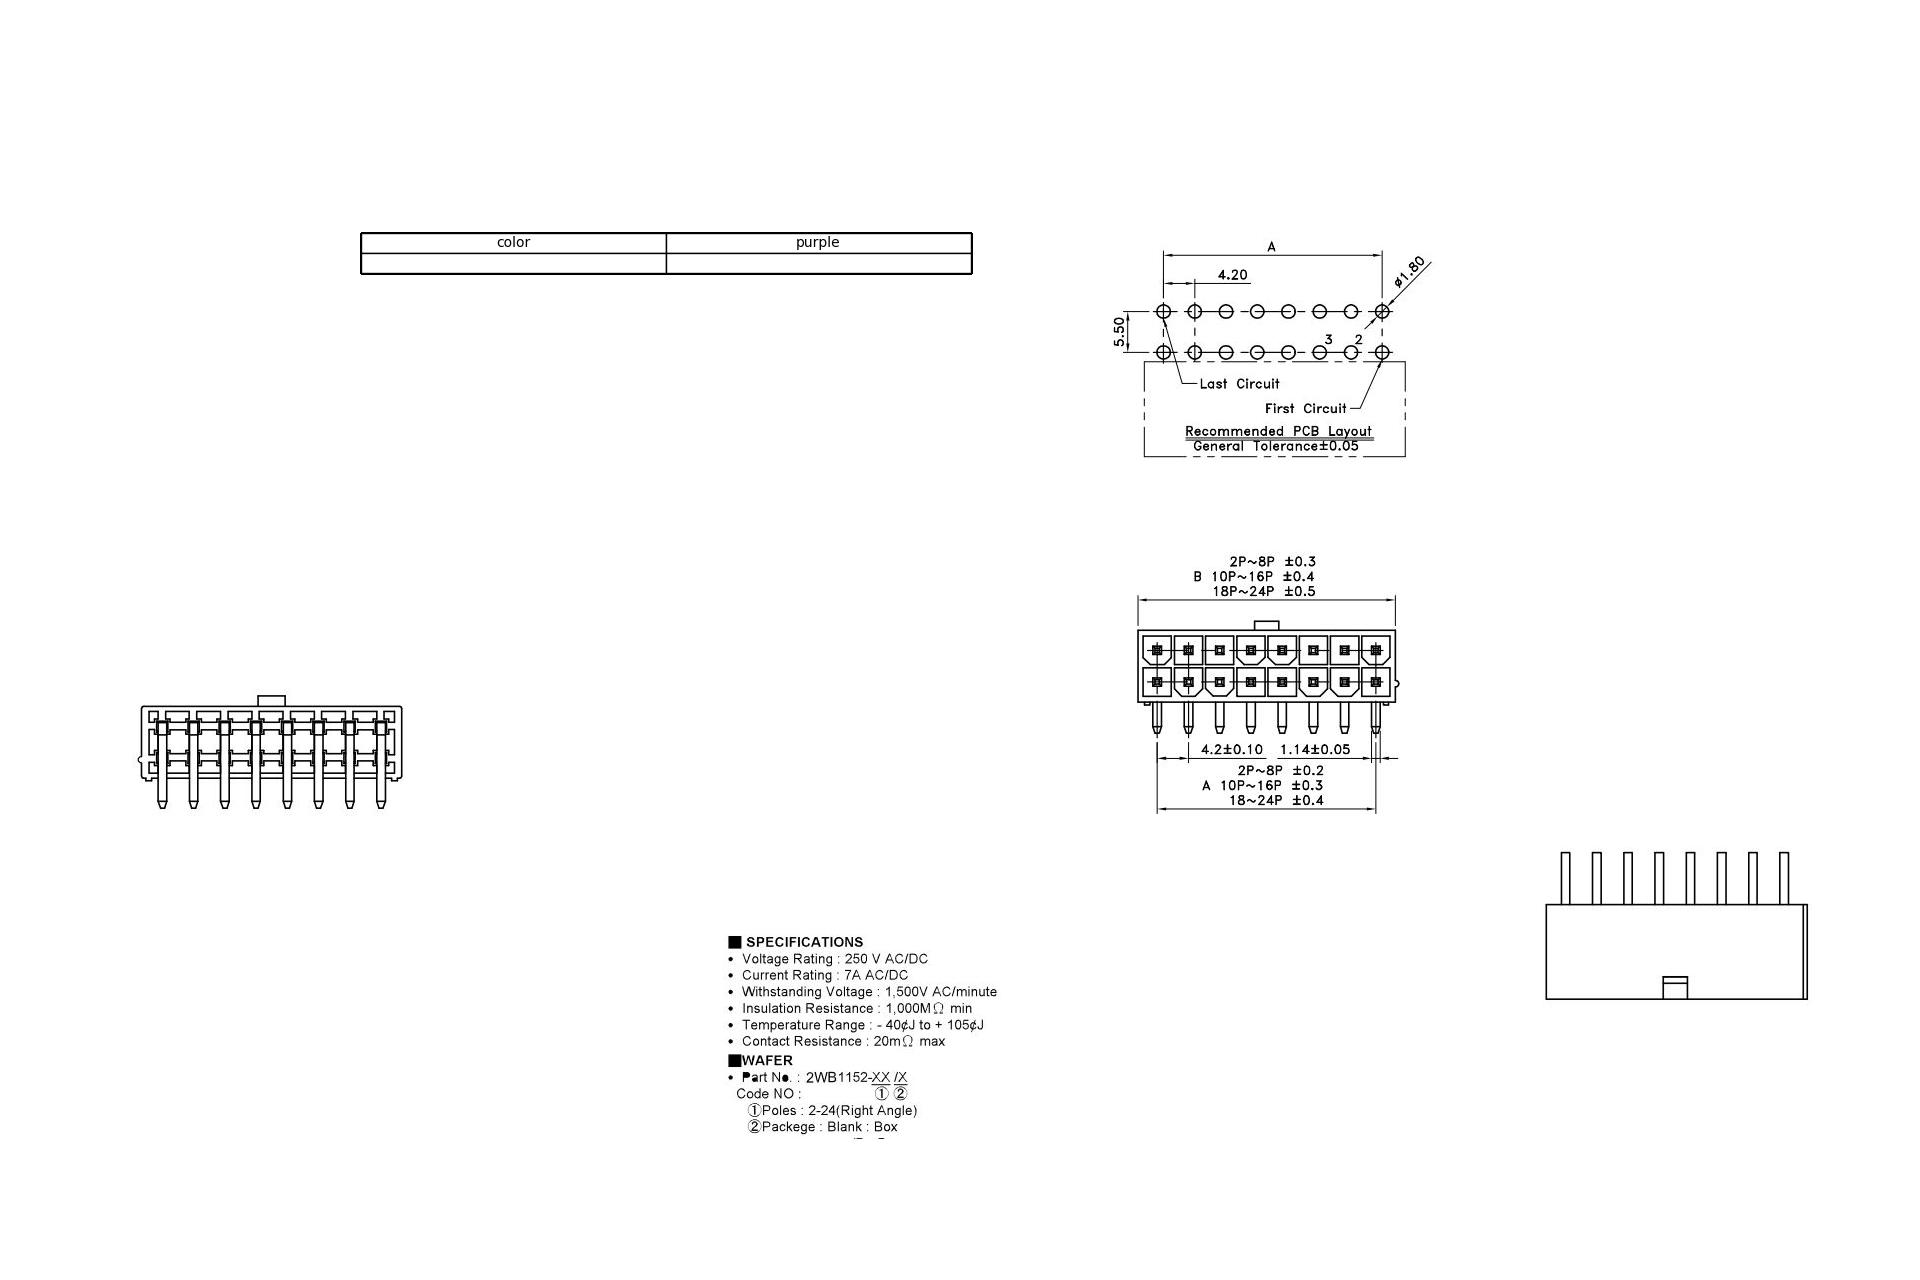 color purple
A
4.20
ø1.80
5.50
3 2
Last Circuit
First Circuit
Recommended PCB Layout
General Tolerance±0.05
2P~8P ±0.3
B 10P~16P ±0.4
18P~24P ±0.5
4.2±0.10 1.14±0.05
2P~8P ±0.2
A 10P~16P ±0.3
18~24P ±0.4
■ SPECIFICATIONS
• Voltage Rating : 250 V AC/DC
• Current Rating : 7A AC/DC
• Withstanding Voltage : 1,500V AC/minute
• Insulation Resistance : 1,000MΩ min
• Temperature Range : - 40¢J to + 105¢J
• Contact Resistance : 20mΩ max
■WAFER
• Part No. : 2WB1152-XX /X
Code NO : ① ②
①Poles : 2-24(Right Angle)
②Packege : Blank : Box